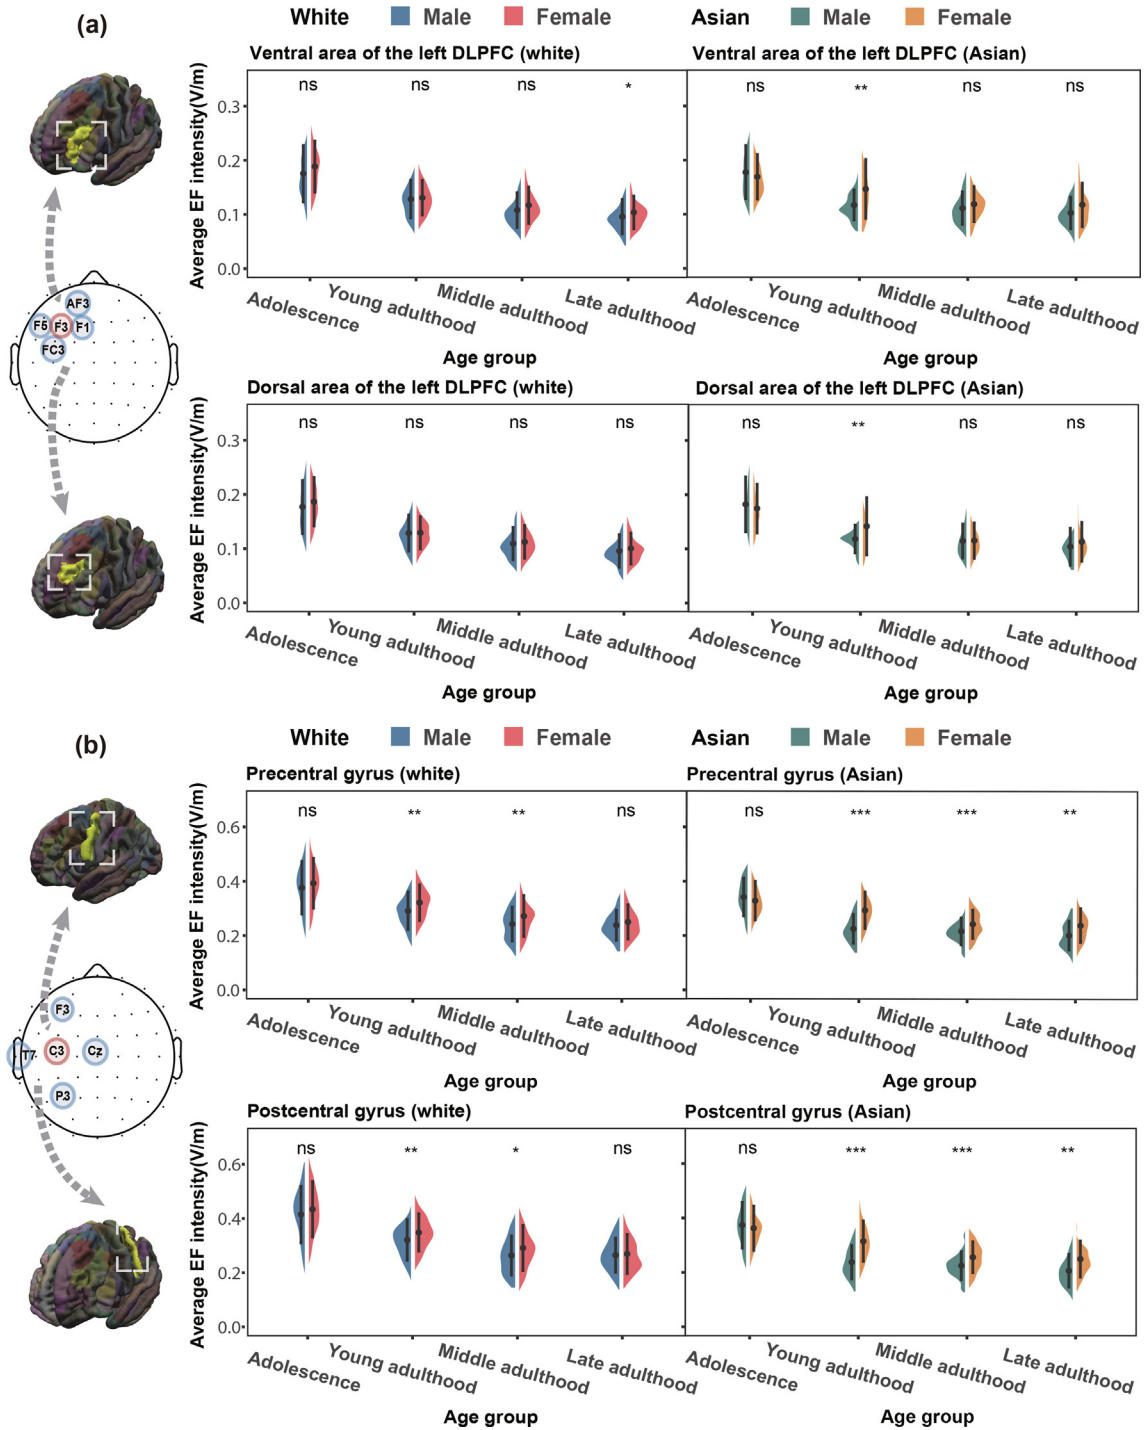 (a)
White Male Female Asian Male Female
Ventral area of the left DLPFC (white) Ventral area of the left DLPFC (Asian)
Average EF intensity(V/m)
0.3
0.2
0.1
0.0
ns ns ns * ns ** ns ns
Adolescence Young adulthood Middle adulthood Late adulthood Adolescence Young adulthood Middle adulthood Late adulthood
Age group Age group
AF3
F5 F3 F1
FC3
Dorsal area of the left DLPFC (white) Dorsal area of the left DLPFC (Asian)
Average EF intensity(V/m)
0.3
0.2
0.1
0.0
ns ns ns ns ns ** ns ns
Adolescence Young adulthood Middle adulthood Late adulthood Adolescence Young adulthood Middle adulthood Late adulthood
Age group Age group
(b)
White Male Female Asian Male Female
Precentral gyrus (white) Precentral gyrus (Asian)
Average EF intensity(V/m)
0.6
0.4
0.2
0.0
ns ** ** ns ns *** *** **
Adolescence Young adulthood Middle adulthood Late adulthood Adolescence Young adulthood Middle adulthood Late adulthood
Age group Age group
F3
T7 C3 Cz
P3
Postcentral gyrus (white) Postcentral gyrus (Asian)
Average EF intensity(V/m)
0.6
0.4
0.2
0.0
ns ** * ns ns *** *** **
Adolescence Young adulthood Middle adulthood Late adulthood Adolescence Young adulthood Middle adulthood Late adulthood
Age group Age group